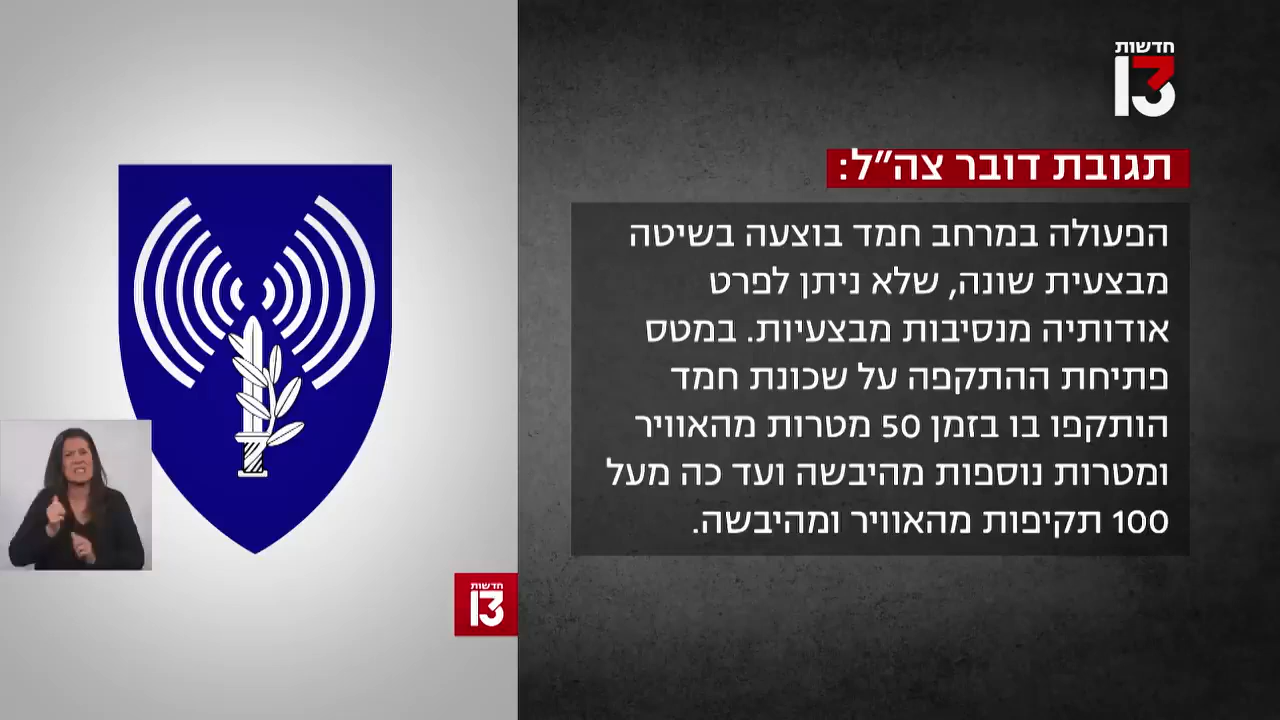 חדשות
13
תגובת דובר צה"ל:
הפעולה במרחב חמד בוצעה בשיטה
מבצעית שונה, שלא ניתן לפרט
אודותיה מנסיבות מבצעיות. במטס
פתיחת ההתקפה על שכונת חמד
הותקפו בו בזמן 50 מטרות מהאוויר
ומטרות נוספות מהיבשה ועד כה מעל
100 תקיפות מהאוויר ומהיבשה.
חדשות
13